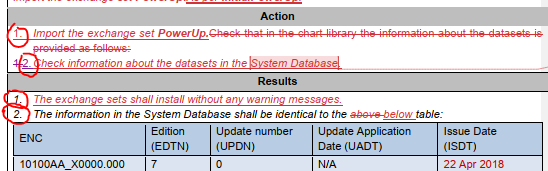 Import the exchange set PowerUp.
Action
1. Import the exchange set PowerUp.Check that in the chart library the information about the datasets is
provided as follows:
1.2. Check information about the datasets in the System Database.
Results
1. The exchange sets shall install without any warning messages.
2. The information in the System Database shall be identical to the above below table:
ENC Edition (EDTN) Update number (UPDN) Update Application Date (UADT) Issue Date (ISDT)
10100AA_X0000.000 7 0 N/A 22 Apr 2018